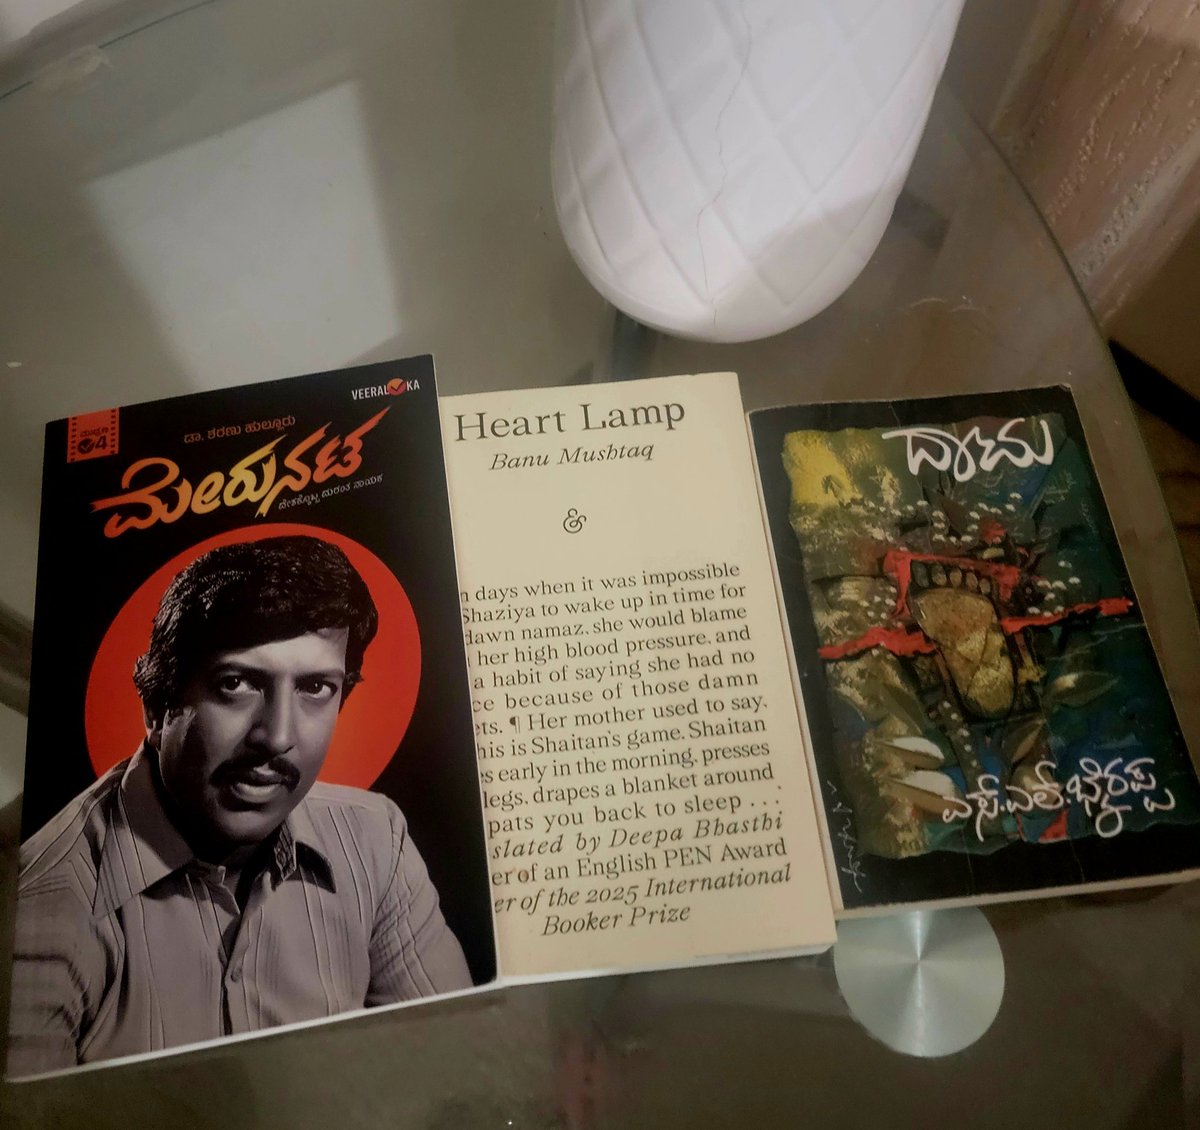 VEERALOKA
ಮುದ್ರಣ
04
ಡಾ. ಶರಣು ಹುಲ್ಲೂರು
ಮೇರುನಟ
ದುರಂತ ನಾಯಕ
Heart Lamp
Banu Mushtaq
&
days when it was impossible
Shaziya to wake up in time for
dawn namaz, she would blame
her high blood pressure, and
a habit of saying she had no
because of those damn
¶ Her mother used to say,
his is Shaitan's game. Shaitan
early in the morning, presses
legs, drapes a blanket around
pats you back to sleep ...
slated by Deepa Bhasthi
er of an English PEN Award
er of the 2025 International
Booker Prize
ದಾಟು
ಎಸ್.ಎಲ್.ಭೈರಪ್ಪ